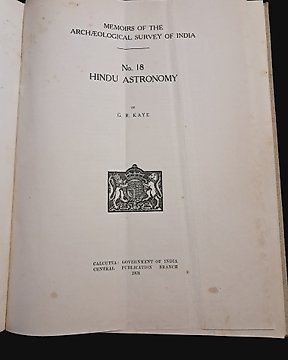 MEMOIRS OF THE
ARCHÆOLOGICAL SURVEY OF INDIA
No. 18
HINDU ASTRONOMY
BY
G. R. KAYE
CALCUTTA: GOVERNMENT OF INDIA
CENTRAL PUBLICATION BRANCH